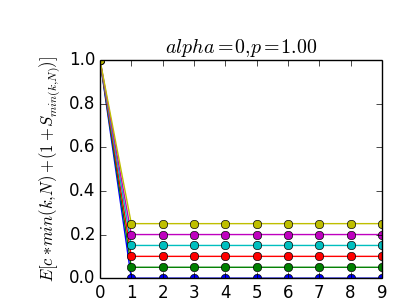 alpha = 0, p = 1.00
E[c * min(k, N) + (1 + S_min(k,N))]
1.0
0.8
0.6
0.4
0.2
0.0
0 1 2 3 4 5 6 7 8 9